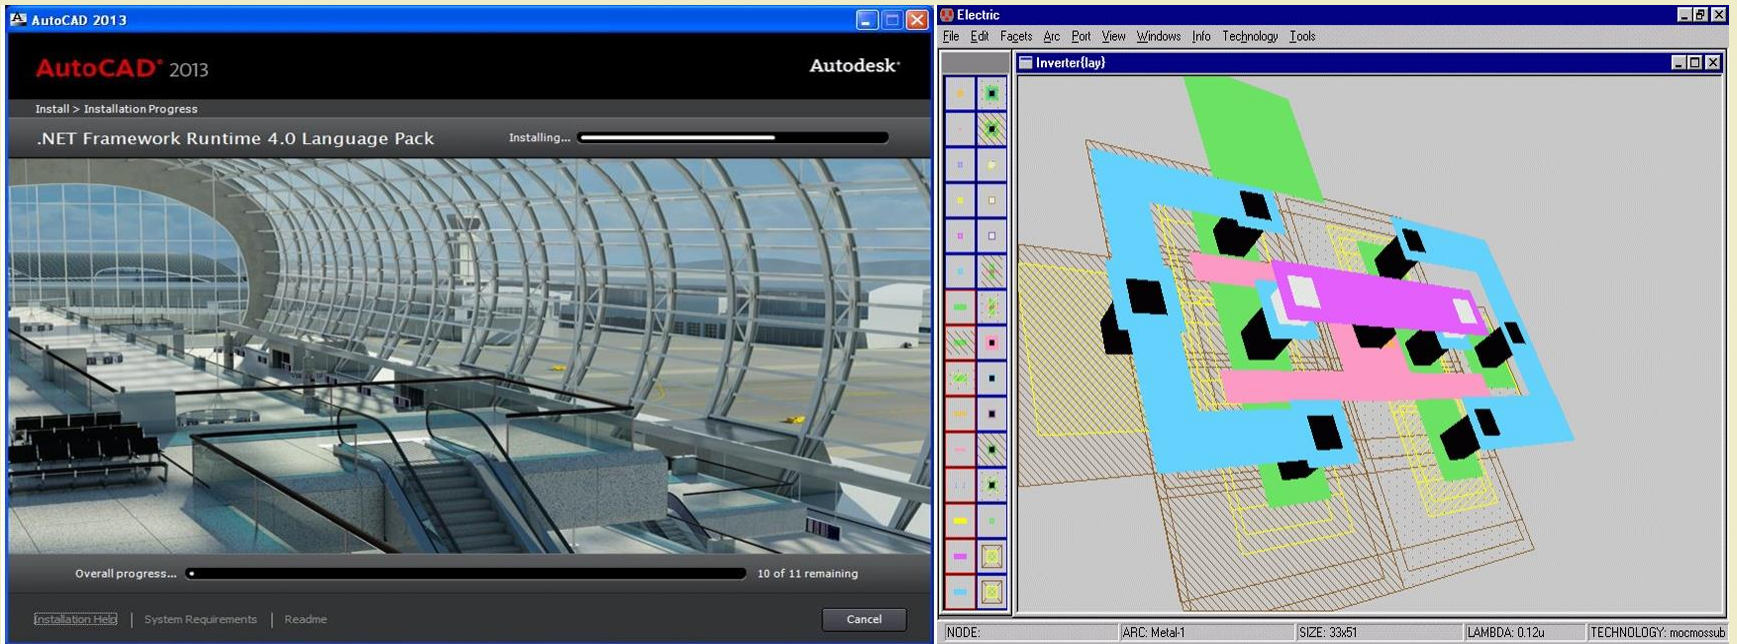 AutoCAD 2013
AutoCAD® 2013
Autodesk®
Install > Installation Progress
.NET Framework Runtime 4.0 Language Pack
Installing...
Overall progress...
10 of 11 remaining
Installation Help
System Requirements
Readme
Cancel
Electric
File Edit Facets Arc Port View Windows Info Technology Tools
Inverter{lay}
NODE:
ARC: Metal-1
SIZE: 33x51
LAMBDA: 0.12u
TECHNOLOGY: mocmossub